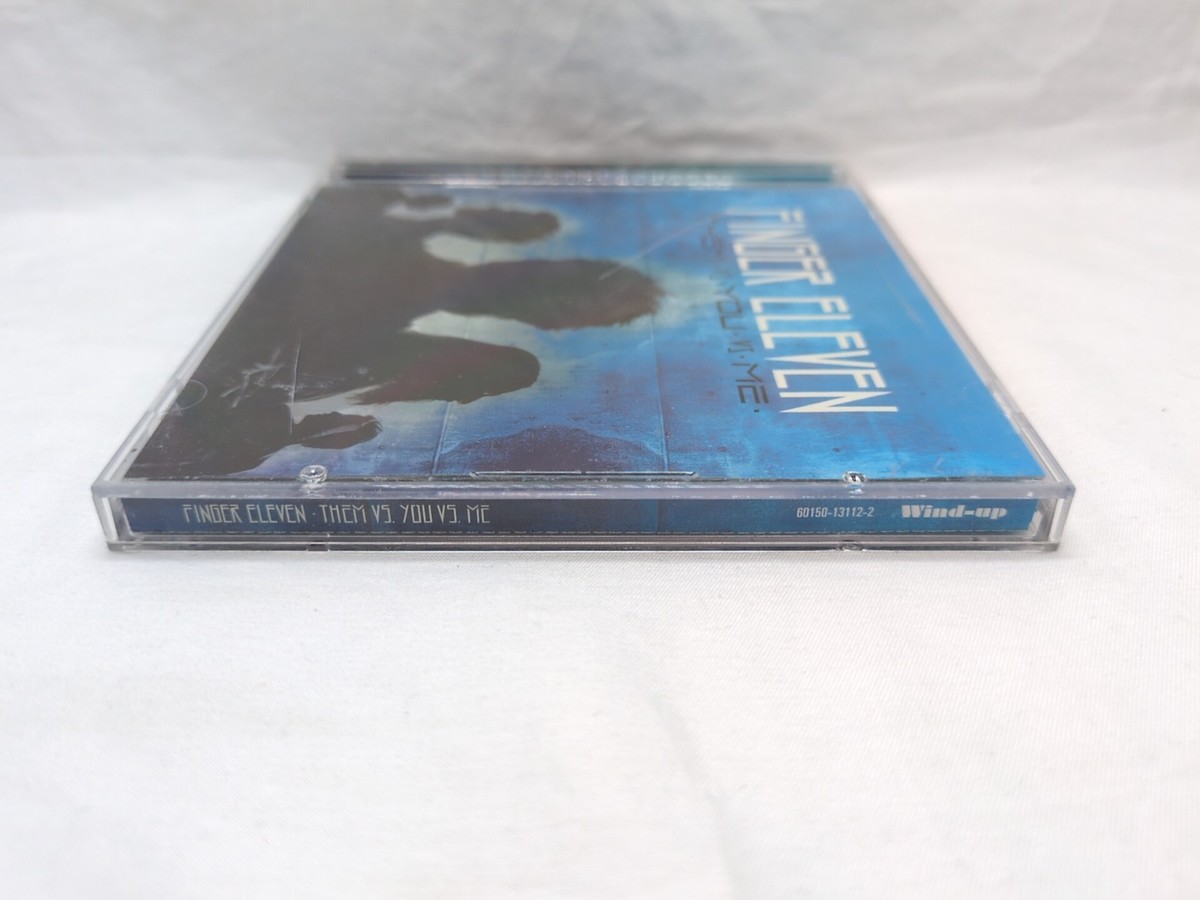 FINGER ELEVEN
YOU · VS · ME ·
FINGER ELEVEN · THEM VS. YOU VS. ME
60150-13112-2
Wind-up